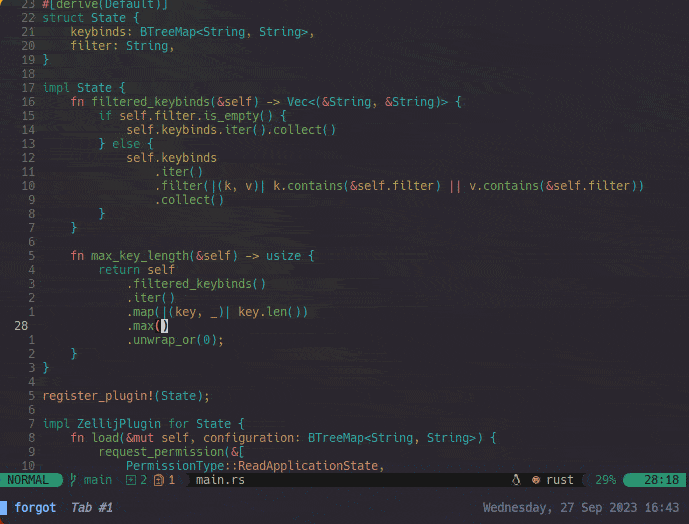 23 #[derive(Default)]
22 struct State {
21     keybinds: BTreeMap<String, String>,
20     filter: String,
19 }
18
17 impl State {
16     fn filtered_keybinds(&self) -> Vec<(&String, &String)> {
15         if self.filter.is_empty() {
14             self.keybinds.iter().collect()
13         } else {
12             self.keybinds
11                 .iter()
10                 .filter(|(k, v)| k.contains(&self.filter) || v.contains(&self.filter))
9                 .collect()
8         }
7     }
6
5     fn max_key_length(&self) -> usize {
4         return self
3             .filtered_keybinds()
2             .iter()
1             .map(|(key, _)| key.len())
28             .max()
1             .unwrap_or(0);
2     }
3 }
4
5 register_plugin!(State);
6
7 impl ZellijPlugin for State {
8     fn load(&mut self, configuration: BTreeMap<String, String>) {
9         request_permission(&[
10             PermissionType::ReadApplicationState,
NORMAL main 2 1 main.rs rust 29% 28:18
forgot Tab #1 Wednesday, 27 Sep 2023 16:43